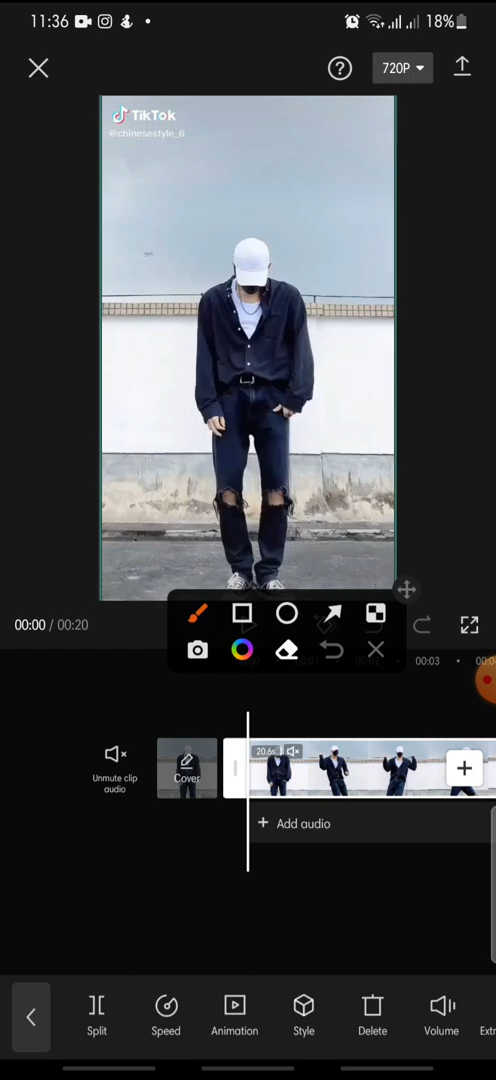 11:36
18%
720P
TikTok
@chinesestyle_6
00:00 / 00:20
00:03
Unmute clip
audio
Cover
20.6s
+ Add audio
Split
Speed
Animation
Style
Delete
Volume